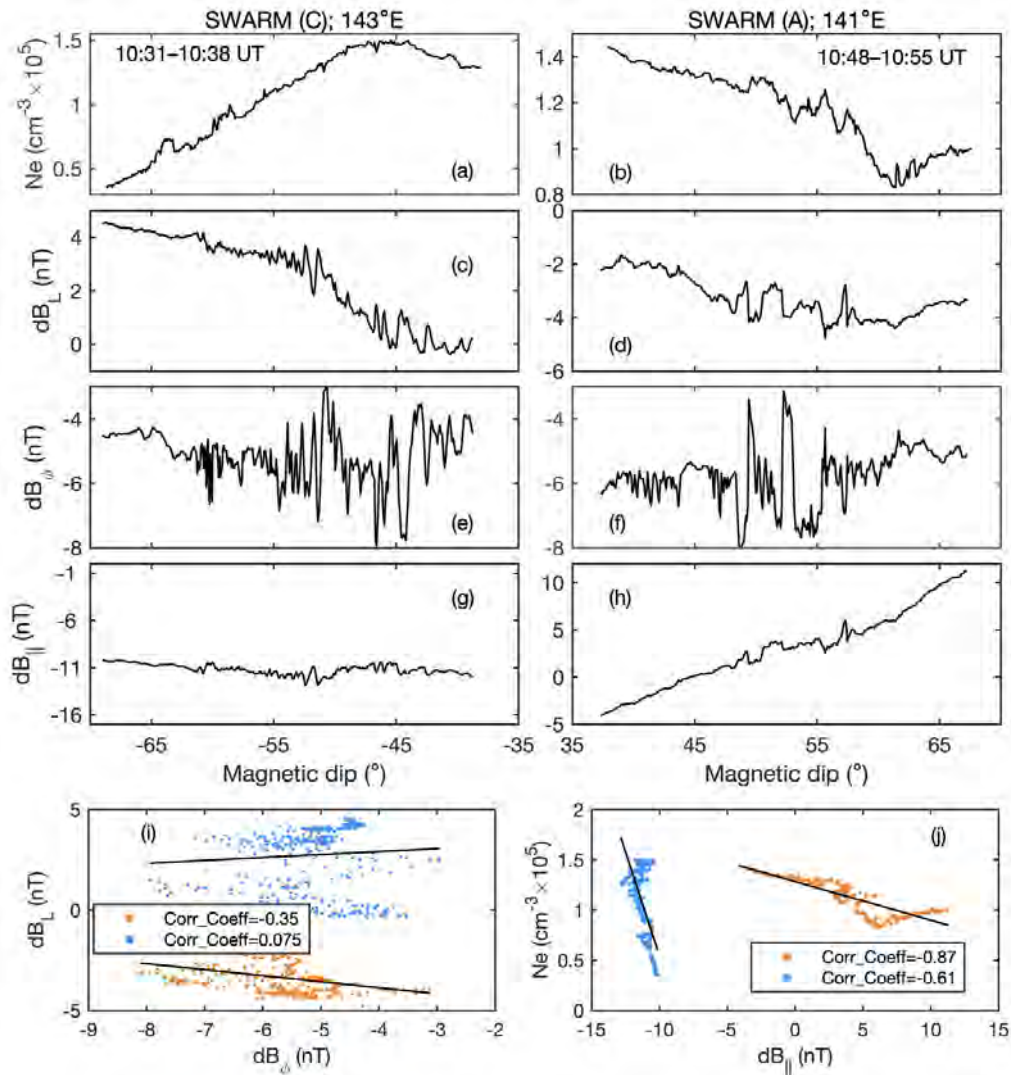 SWARM (C); 143°E
SWARM (A); 141°E
10:31–10:38 UT
10:48–10:55 UT
Ne (cm⁻³ × 10⁵)
1.5
1
0.5
(a)
1.4
1.2
1
0.8
(b)
dB_L (nT)
4
2
0
(c)
0
-2
-4
-6
(d)
dB_ϕ (nT)
-4
-6
-8
(e)
-4
-6
-8
(f)
dB_|| (nT)
-1
-6
-11
-16
(g)
10
5
0
-5
(h)
-65 -55 -45 -35
35 45 55 65
Magnetic dip (°)
Magnetic dip (°)
dB_L (nT)
5
0
-5
(i)
Corr_Coeff=-0.35
Corr_Coeff=0.075
-9 -8 -7 -6 -5 -4 -3 -2
dB_ϕ (nT)
Ne (cm⁻³ × 10⁵)
2
1.5
1
0.5
0
(j)
Corr_Coeff=-0.87
Corr_Coeff=-0.61
-15 -10 -5 0 5 10 15
dB_|| (nT)